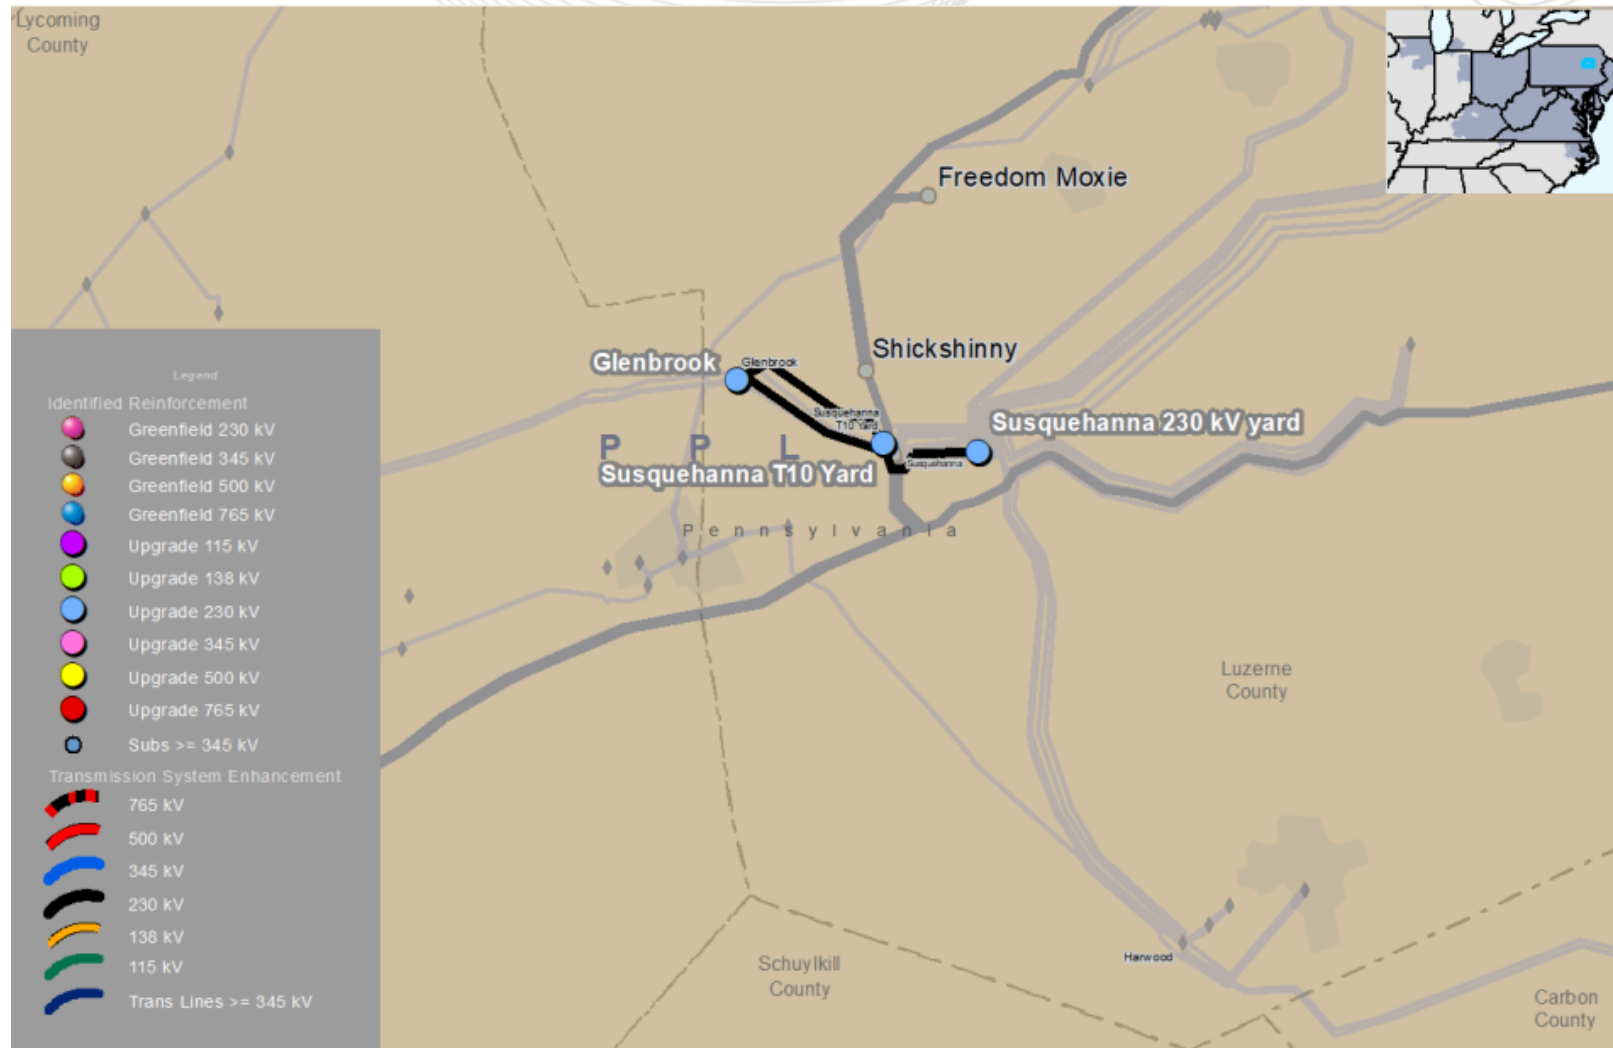 Lycoming
County
Freedom Moxie
Shickshinny
Glenbrook
Glenbrook
Susquehanna
T10 Yard
Susquehanna 230 kV yard
P P L
Susquehanna
Susquehanna T10 Yard
Pennsylvania
Luzerne
County
Harwood
Schuylkill
County
Carbon
County
Legend
Identified Reinforcement
Greenfield 230 kV
Greenfield 345 kV
Greenfield 500 kV
Greenfield 765 kV
Upgrade 115 kV
Upgrade 138 kV
Upgrade 230 kV
Upgrade 345 kV
Upgrade 500 kV
Upgrade 765 kV
Subs >= 345 kV
Transmission System Enhancement
765 kV
500 kV
345 kV
230 kV
138 kV
115 kV
Trans Lines >= 345 kV